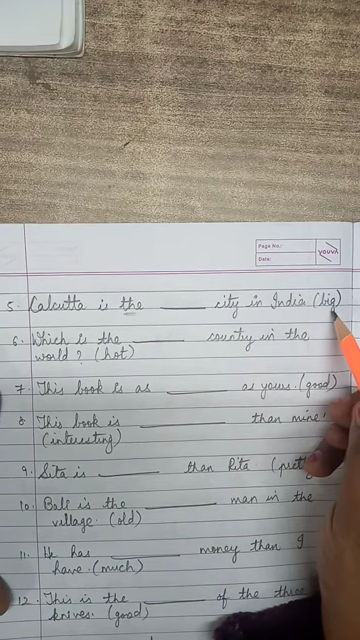 Page No.:
Date:
youva
5. Calcutta is the ______ city in India (big)
6. Which is the ______ country in the
world? (hot)
7. This book is as ______ as yours. (good)
8. This book is ______ than mine!
(interesting)
9. Sita is ______ than Rita. (pretty
10. Bali is the ______ man in the
village. (old)
11. He has ______ money than I
have. (much)
12. This is the ______ of the three
knives. (good)